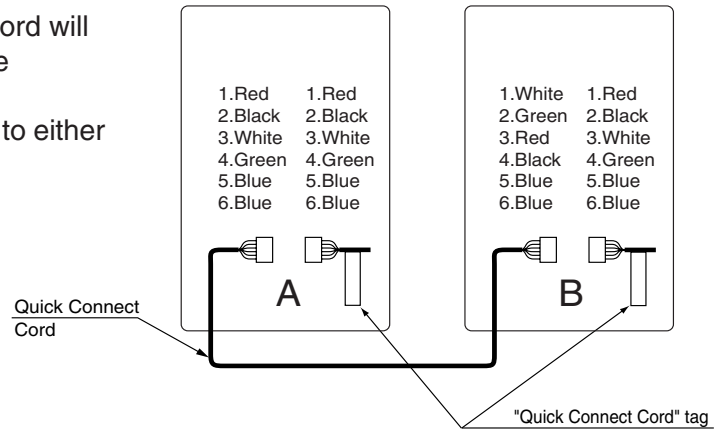 ord will
e
to either
1.Red 1.Red
2.Black 2.Black
3.White 3.White
4.Green 4.Green
5.Blue 5.Blue
6.Blue 6.Blue
A
1.White 1.Red
2.Green 2.Black
3.Red 3.White
4.Black 4.Green
5.Blue 5.Blue
6.Blue 6.Blue
B
Quick Connect
Cord
"Quick Connect Cord" tag